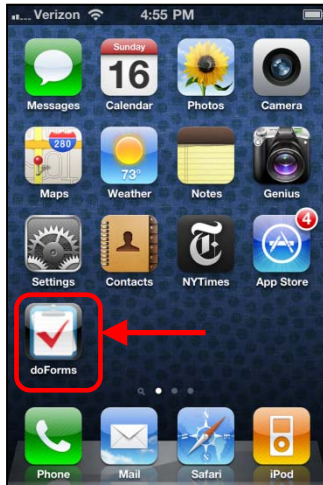 Verizon 4:55 PM
Sunday
16
Messages Calendar Photos Camera
280
73°
Maps Weather Notes Genius
T
4
Settings Contacts NYTimes App Store
doForms
Phone Mail Safari iPod